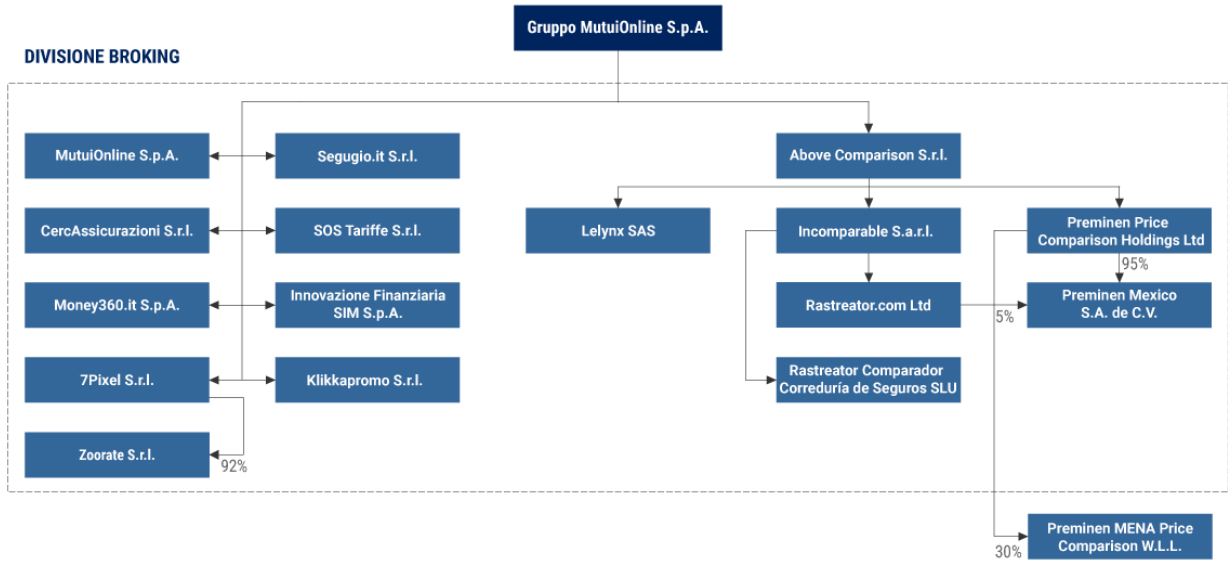 Gruppo MutuiOnline S.p.A.
DIVISIONE BROKING
MutuiOnline S.p.A.
Segugio.it S.r.l.
Above Comparison S.r.l.
CercAssicurazioni S.r.l.
SOS Tariffe S.r.l.
Lelynx SAS
Incomparable S.a.r.l.
Preminen Price
Comparison Holdings Ltd
95%
Money360.it S.p.A.
Innovazione Finanziaria
SIM S.p.A.
Rastreator.com Ltd
5%
Preminen Mexico
S.A. de C.V.
7Pixel S.r.l.
Klikkapromo S.r.l.
Rastreator Comparador
Correduría de Seguros SLU
Zoorate S.r.l.
92%
30%
Preminen MENA Price
Comparison W.L.L.